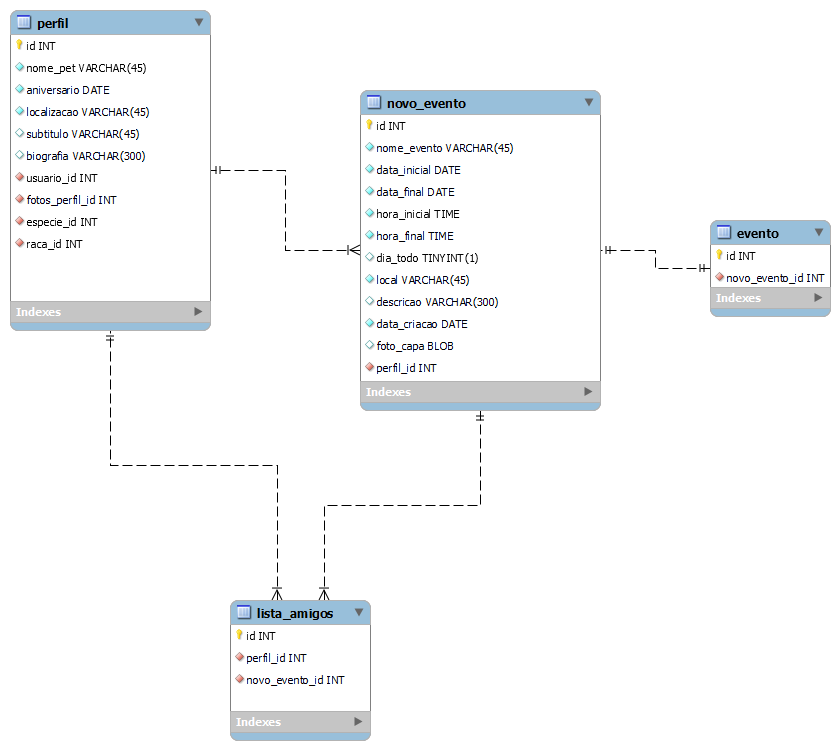 perfil
id INT
nome_pet VARCHAR(45)
aniversario DATE
localizacao VARCHAR(45)
subtitulo VARCHAR(45)
biografia VARCHAR(300)
usuario_id INT
fotos_perfil_id INT
especie_id INT
raca_id INT
Indexes
novo_evento
id INT
nome_evento VARCHAR(45)
data_inicial DATE
data_final DATE
hora_inicial TIME
hora_final TIME
dia_todo TINYINT(1)
local VARCHAR(45)
descricao VARCHAR(300)
data_criacao DATE
foto_capa BLOB
perfil_id INT
Indexes
evento
id INT
novo_evento_id INT
Indexes
lista_amigos
id INT
perfil_id INT
novo_evento_id INT
Indexes